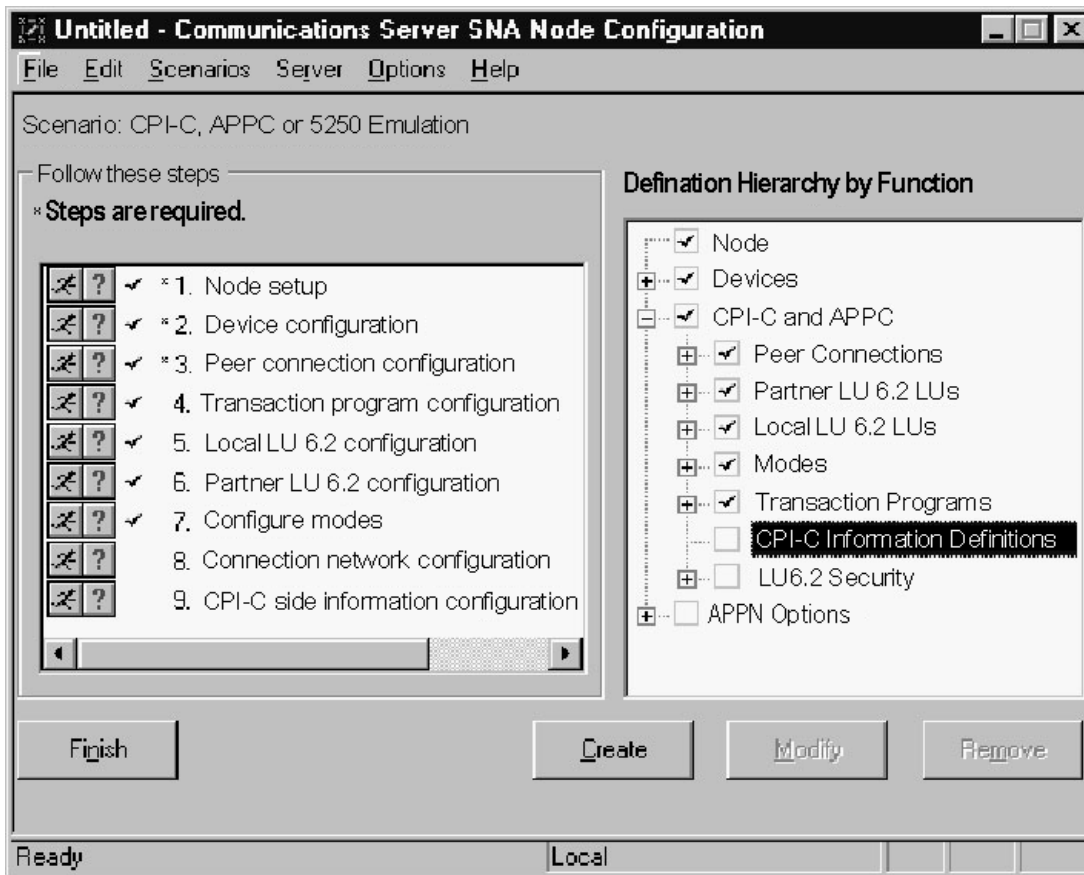 Untitled - Communications Server SNA Node Configuration
File Edit Scenarios Server Options Help
Scenario: CPI-C, APPC or 5250 Emulation
Follow these steps
* Steps are required.
? * 1. Node setup
? * 2. Device configuration
? * 3. Peer connection configuration
? 4. Transaction program configuration
? 5. Local LU 6.2 configuration
? 6. Partner LU 6.2 configuration
? 7. Configure modes
? 8. Connection network configuration
? 9. CPI-C side information configuration
Defination Hierarchy by Function
Node
Devices
CPI-C and APPC
Peer Connections
Partner LU 6.2 LUs
Local LU 6.2 LUs
Modes
Transaction Programs
CPI-C Information Definitions
LU6.2 Security
APPN Options
Finish
Create
Modify
Remove
Ready
Local